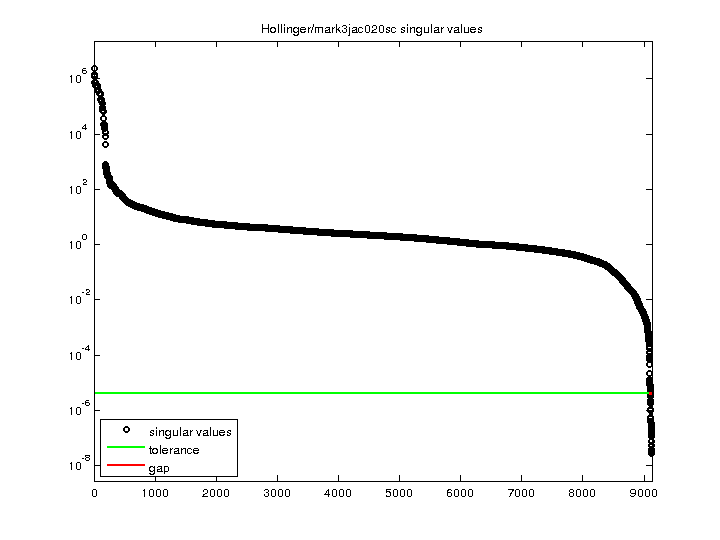 Hollinger/mark3jac020sc singular values
10^6
10^4
10^2
10^0
10^-2
10^-4
10^-6
10^-8
singular values
tolerance
gap
0 1000 2000 3000 4000 5000 6000 7000 8000 9000